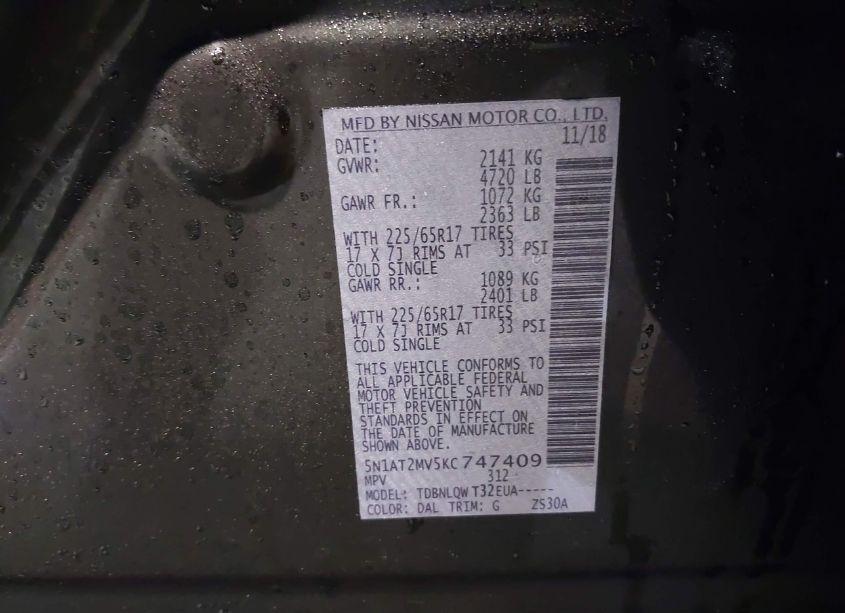 MFD BY NISSAN MOTOR CO., LTD.
DATE: 11/18
GVWR: 2141 KG
4720 LB
GAWR FR.: 1072 KG
2363 LB
WITH 225/65R17 TIRES
17 X 7J RIMS AT 33 PSI
COLD SINGLE
GAWR RR.: 1089 KG
2401 LB
WITH 225/65R17 TIRES
17 X 7J RIMS AT 33 PSI
COLD SINGLE
THIS VEHICLE CONFORMS TO
ALL APPLICABLE FEDERAL
MOTOR VEHICLE SAFETY AND
THEFT PREVENTION
STANDARDS IN EFFECT ON
THE DATE OF MANUFACTURE
SHOWN ABOVE.
5N1AT2MV5KC747409
MPV 312
MODEL: TDBNLQW T32EUA-----
COLOR: DAL TRIM: G ZS30A